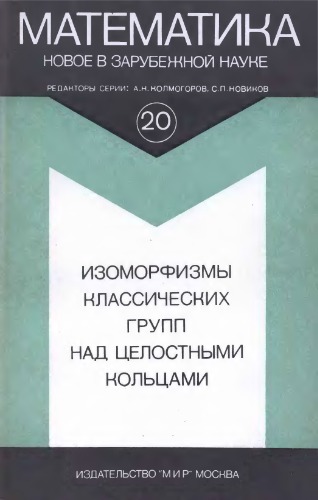 МАТЕМАТИКА
НОВОЕ В ЗАРУБЕЖНОЙ НАУКЕ
РЕДАКТОРЫ СЕРИИ: А.Н.КОЛМОГОРОВ, С.П.НОВИКОВ
20
ИЗОМОРФИЗМЫ
КЛАССИЧЕСКИХ
ГРУПП
НАД ЦЕЛОСТНЫМИ
КОЛЬЦАМИ
ИЗДАТЕЛЬСТВО "МИР" МОСКВА